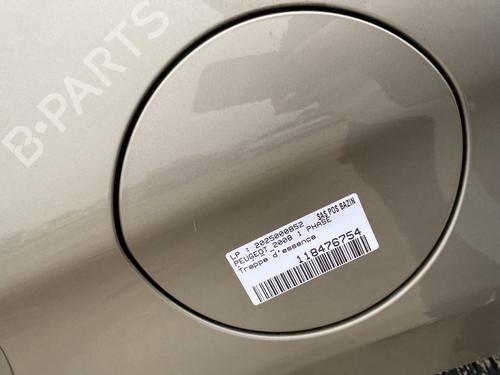 B-PARTS
LP : 2025000852
SAS POS BAZIN
PEUGEOT 2008 1 PHASE
Trappe d'essence
118476754